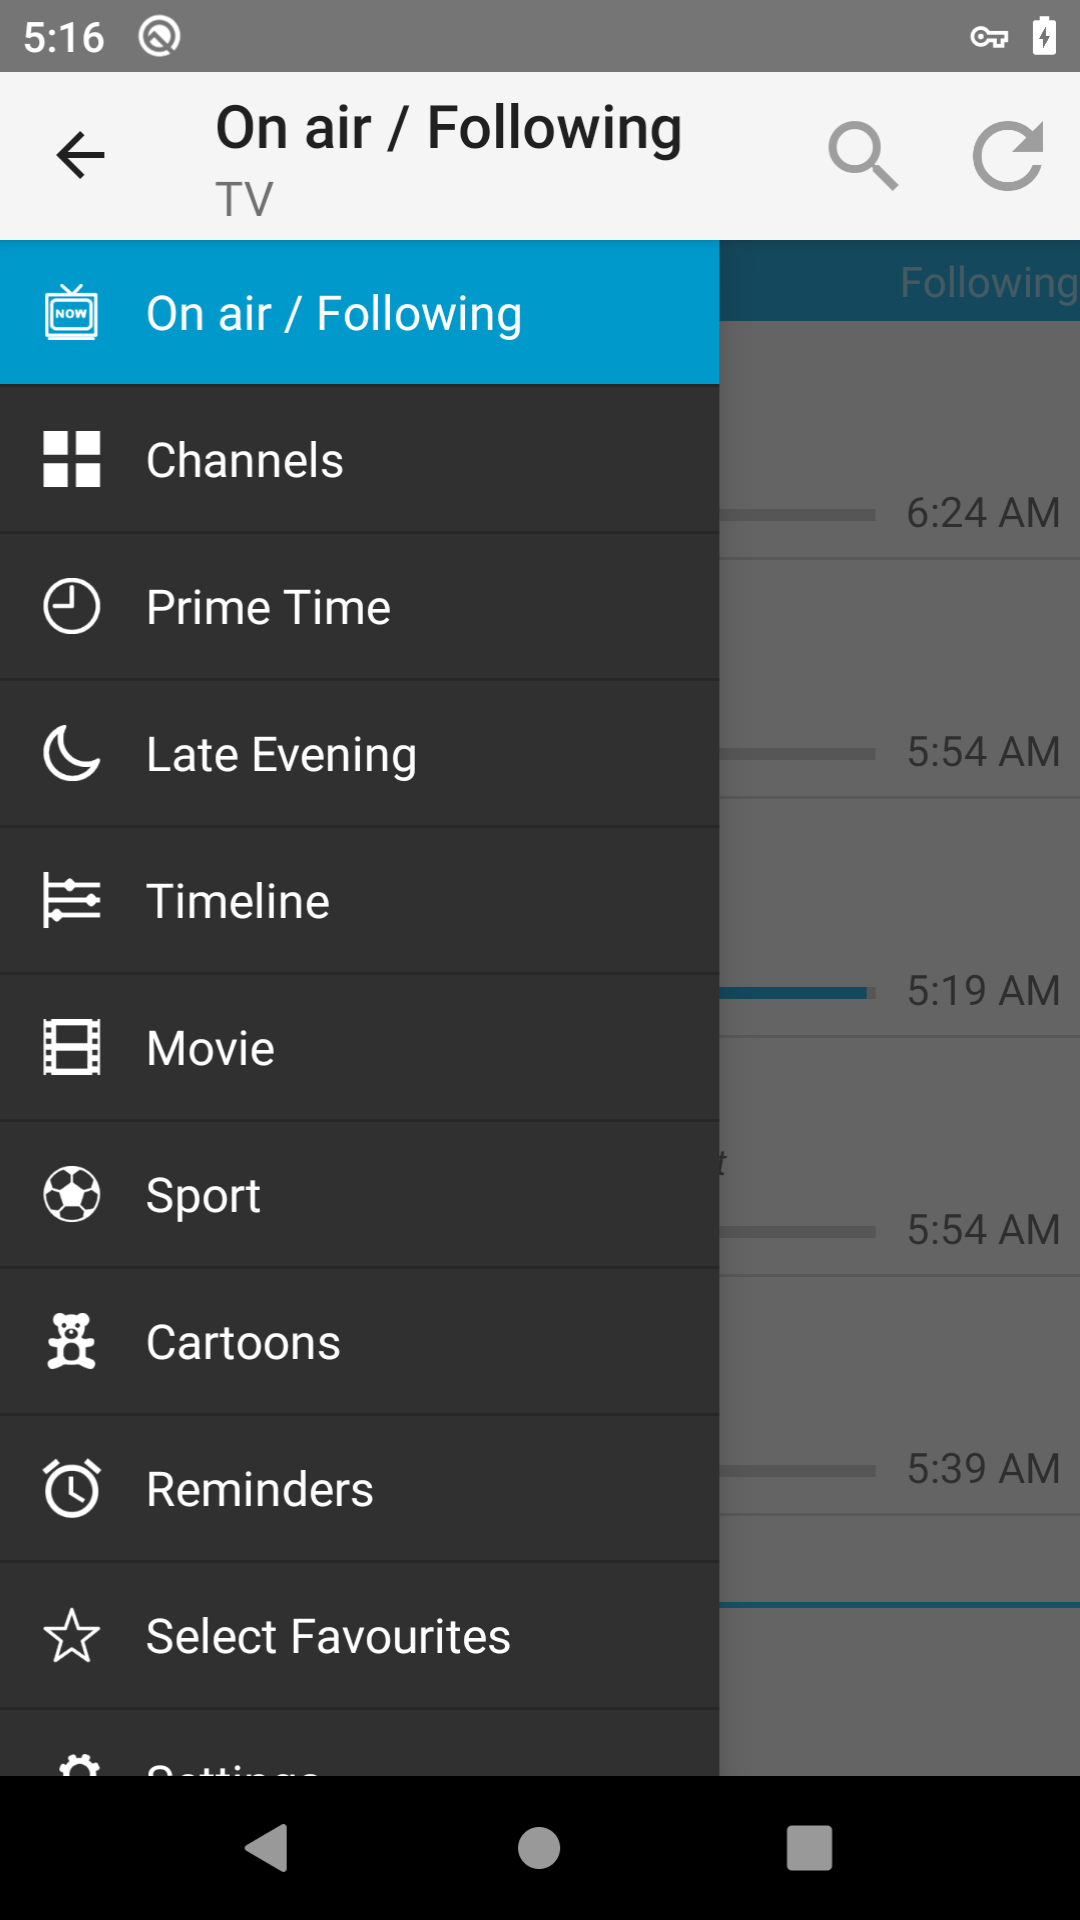 5:16
On air / Following
TV
NOW
On air / Following
Following
Channels
6:24 AM
Prime Time
Late Evening
5:54 AM
Timeline
5:19 AM
Movie
t
Sport
5:54 AM
Cartoons
Reminders
5:39 AM
Select Favourites
Settings